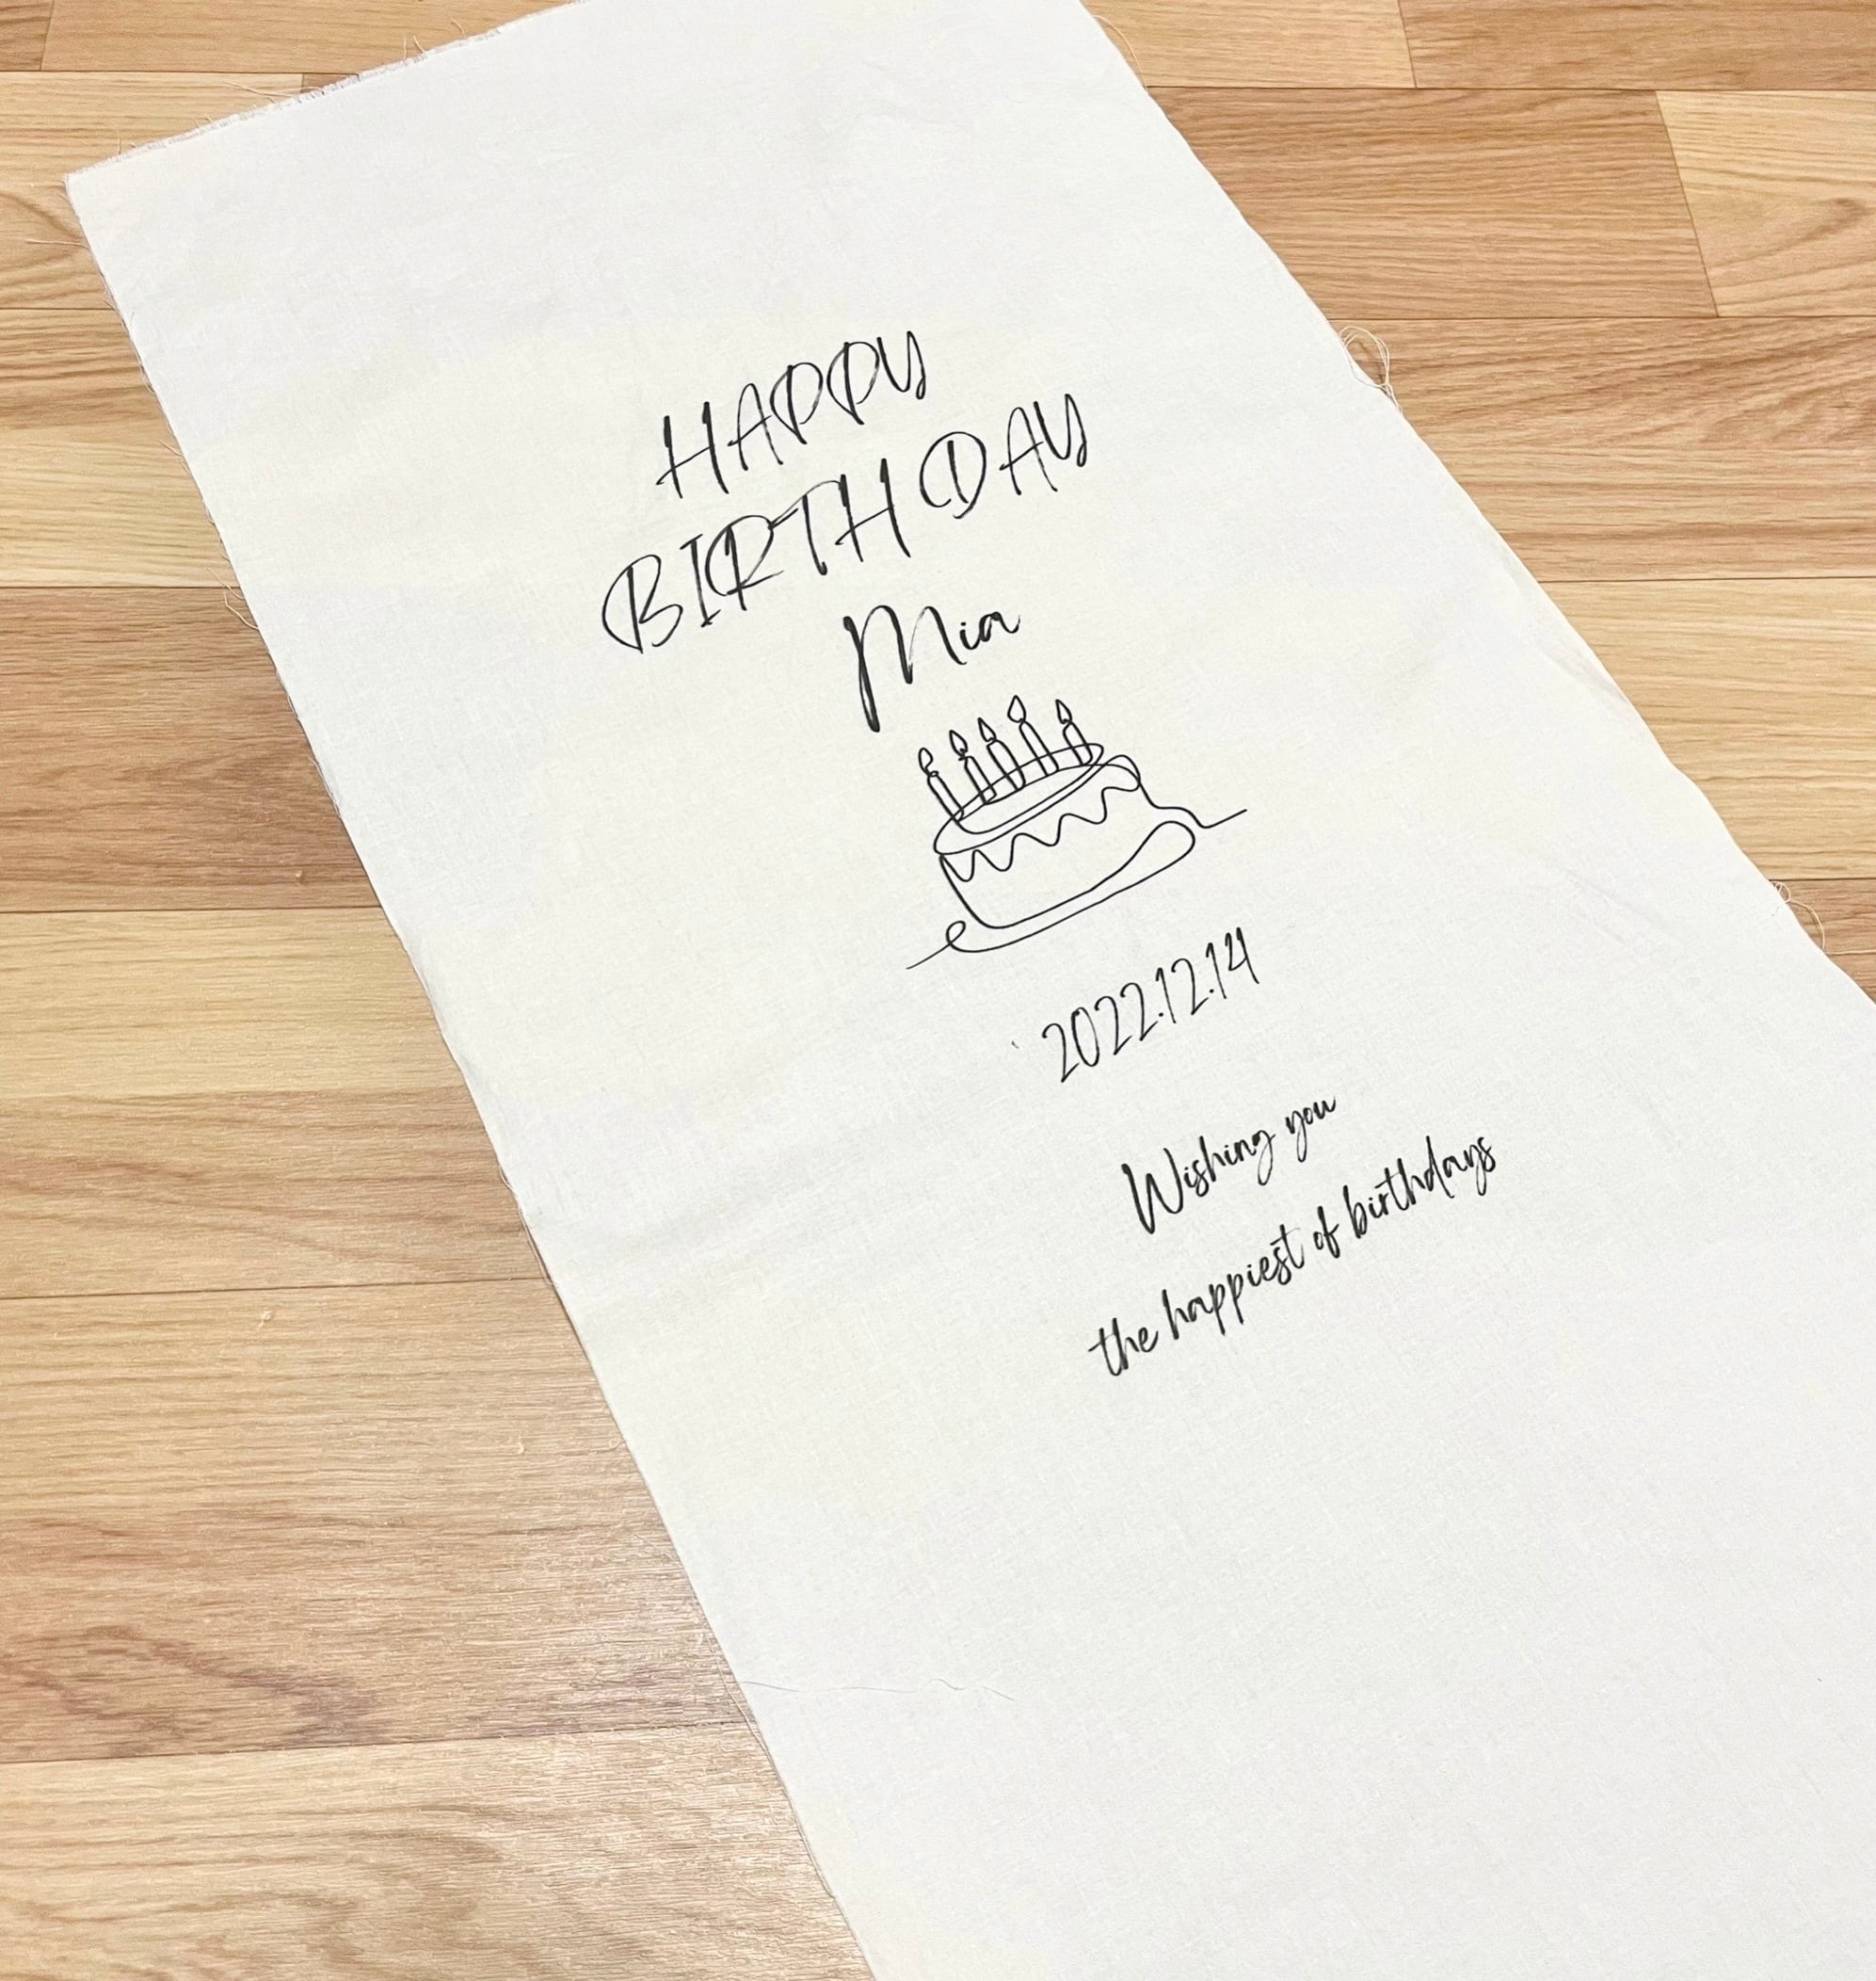 HAPPY
BIRTHDAY
Mia
2022.12.14
Wishing you
the happiest of birthdays